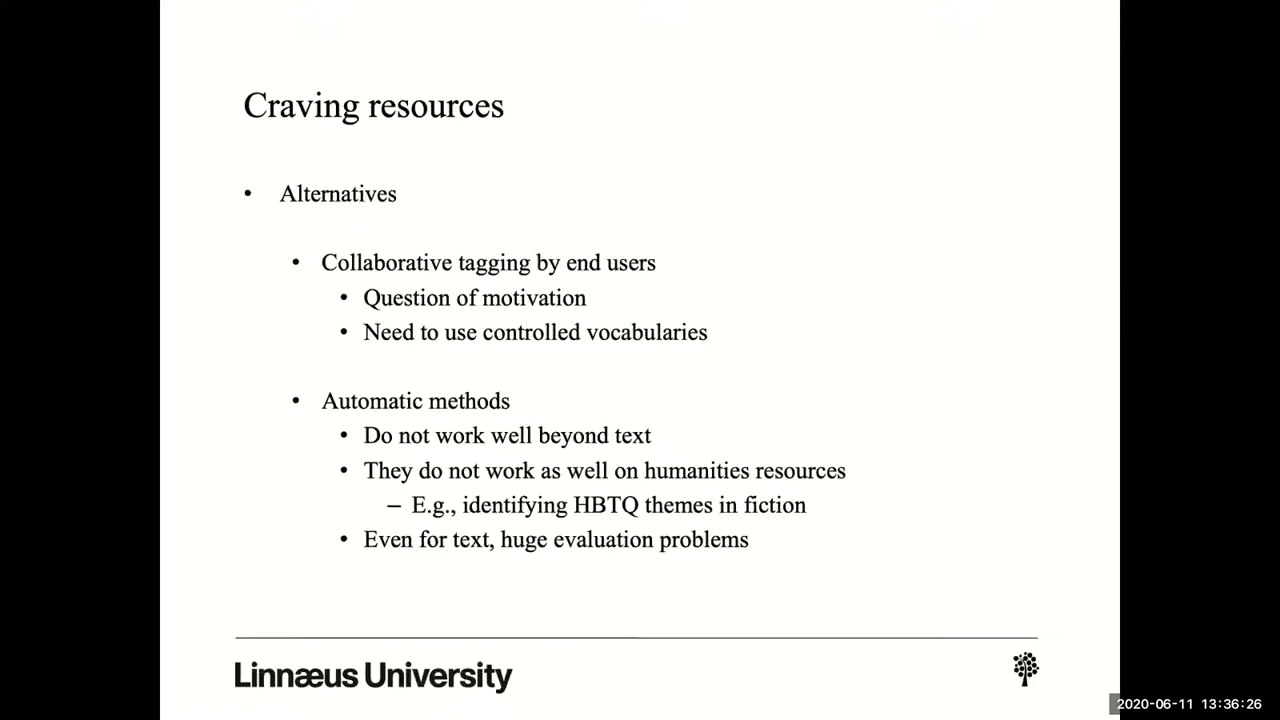 Craving resources
• Alternatives
• Collaborative tagging by end users
• Question of motivation
• Need to use controlled vocabularies
• Automatic methods
• Do not work well beyond text
• They do not work as well on humanities resources
– E.g., identifying HBTQ themes in fiction
• Even for text, huge evaluation problems
Linnæus University
2020-06-11 13:36:26